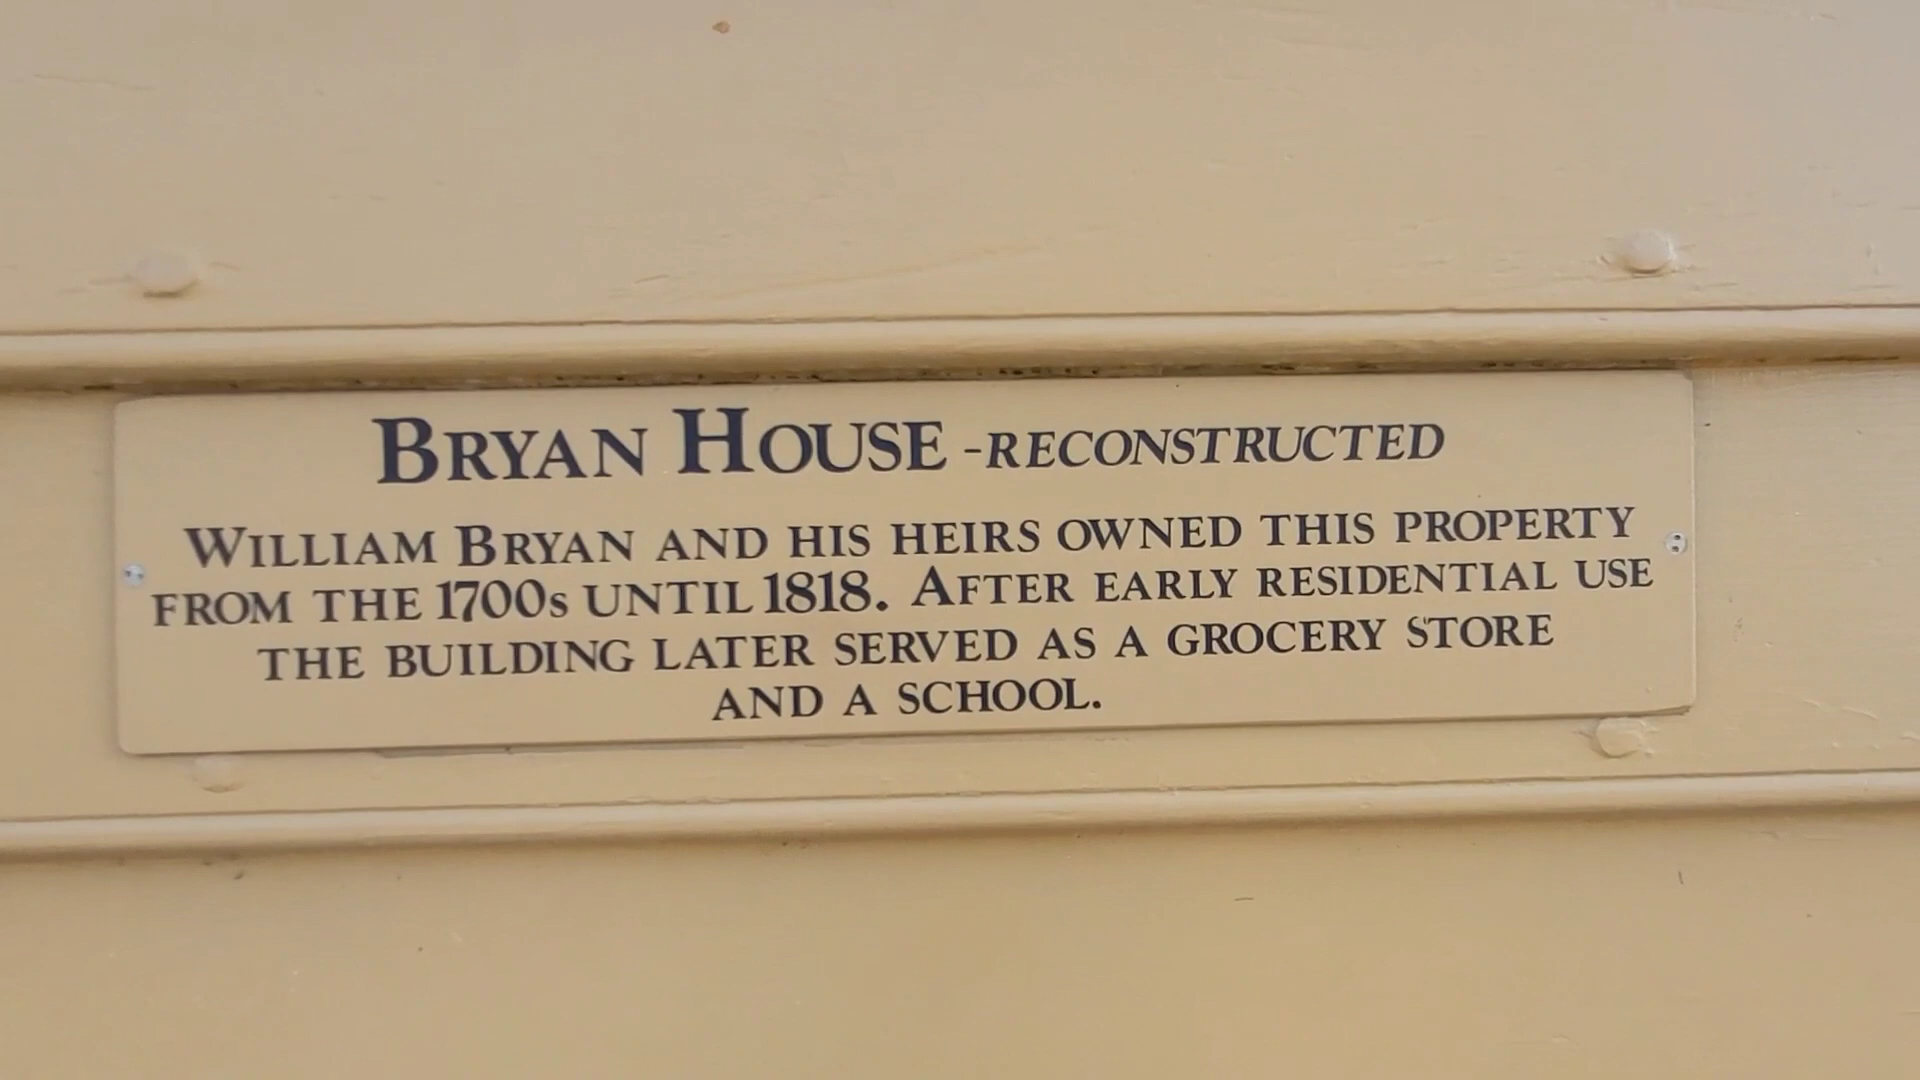 BRYAN HOUSE -RECONSTRUCTED
WILLIAM BRYAN AND HIS HEIRS OWNED THIS PROPERTY
FROM THE 1700s UNTIL 1818. AFTER EARLY RESIDENTIAL USE
THE BUILDING LATER SERVED AS A GROCERY STORE
AND A SCHOOL.